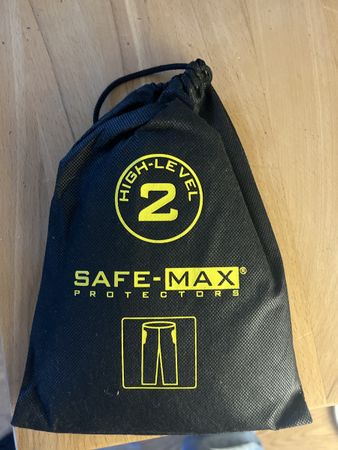 HIGH-LEVEL
2
SAFE-MAX®
PROTECTORS